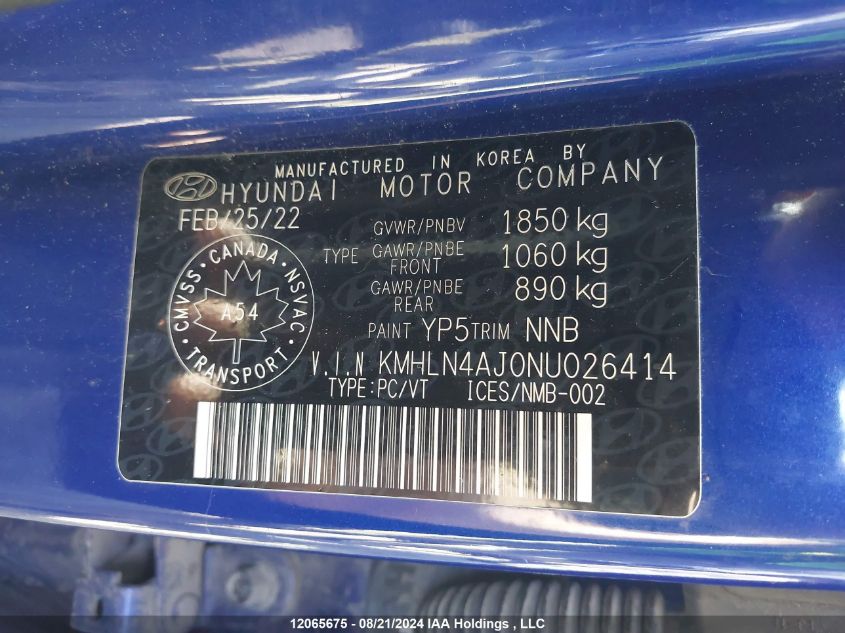 MANUFACTURED IN KOREA BY
HYUNDAI MOTOR COMPANY
FEB/25/22
GVWR/PNBV 1850 kg
TYPE GAWR/PNBE FRONT 1060 kg
GAWR/PNBE REAR 890 kg
CMVSS • CANADA • NSVAC
A54
• TRANSPORT •
PAINT YP5 TRIM NNB
V.I.N KMHLN4AJ0NU026414
TYPE:PC/VT ICES/NMB-002
12065675 - 08/21/2024 IAA Holdings , LLC